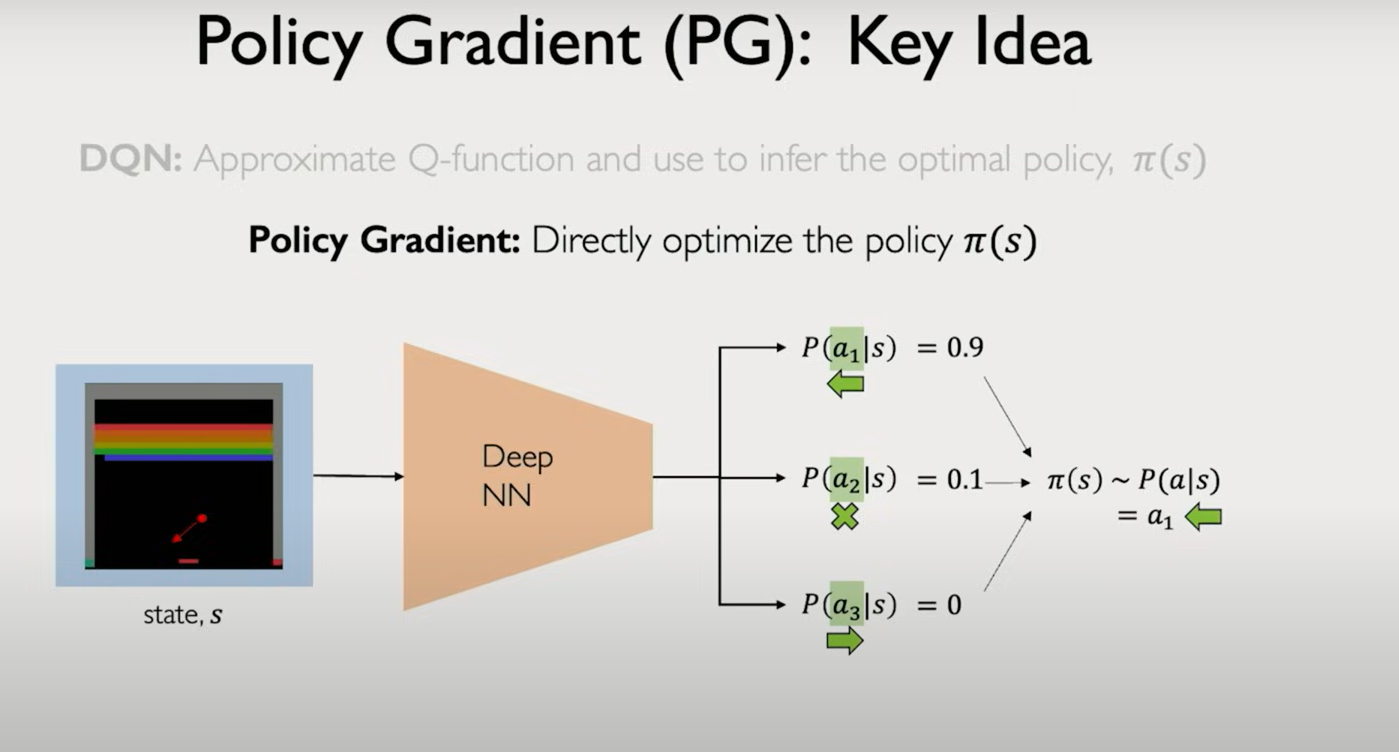 Policy Gradient (PG): Key Idea
DQN: Approximate Q-function and use to infer the optimal policy, π(s)
Policy Gradient: Directly optimize the policy π(s)
state, s
Deep
NN
P(a₁|s) = 0.9
P(a₂|s) = 0.1
P(a₃|s) = 0
π(s) ~ P(a|s)
= a₁